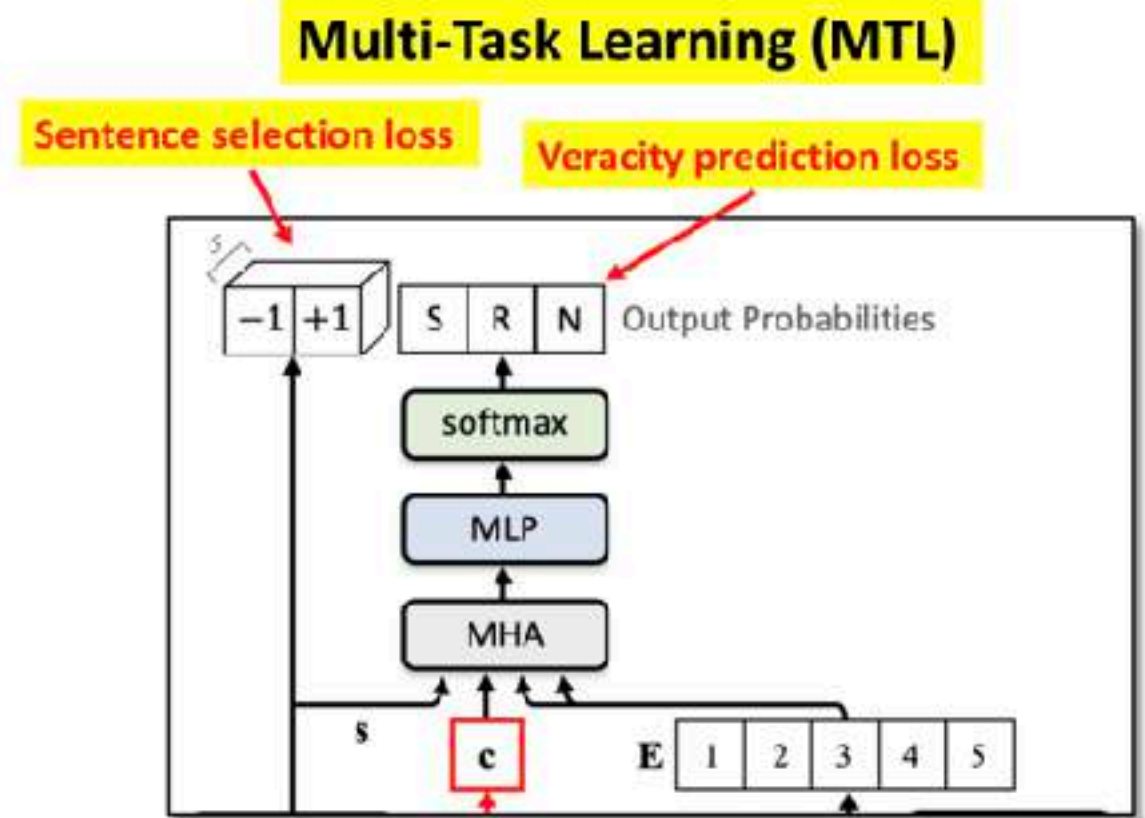 Multi-Task Learning (MTL)
Sentence selection loss
Veracity prediction loss
5
−1 +1
S R N
Output Probabilities
softmax
MLP
MHA
s
c
E 1 2 3 4 5